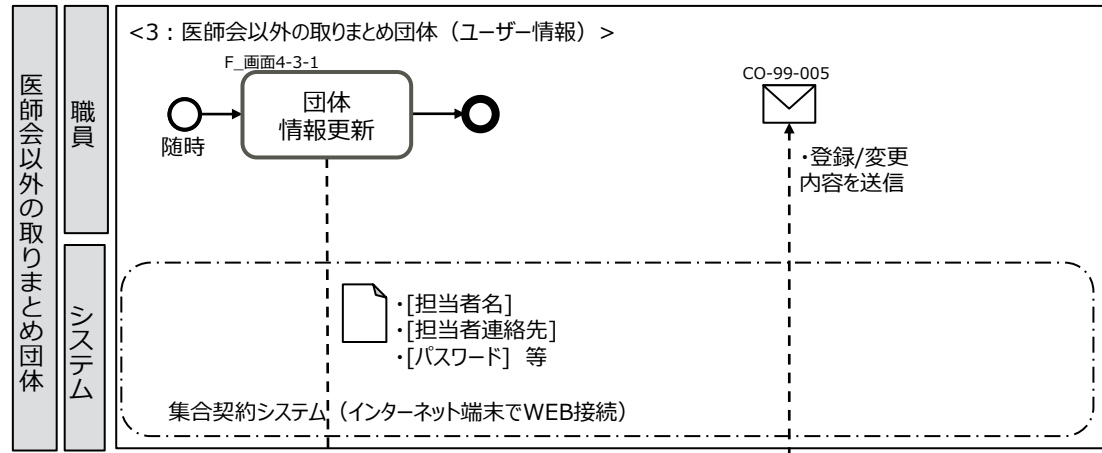 医師会以外の取りまとめ団体
職員
システム
<3：医師会以外の取りまとめ団体（ユーザー情報）>
F_画面4-3-1
団体
情報更新
随時
CO-99-005
・登録/変更
内容を送信
・[担当者名]
・[担当者連絡先]
・[パスワード] 等
集合契約システム（インターネット端末でWEB接続）